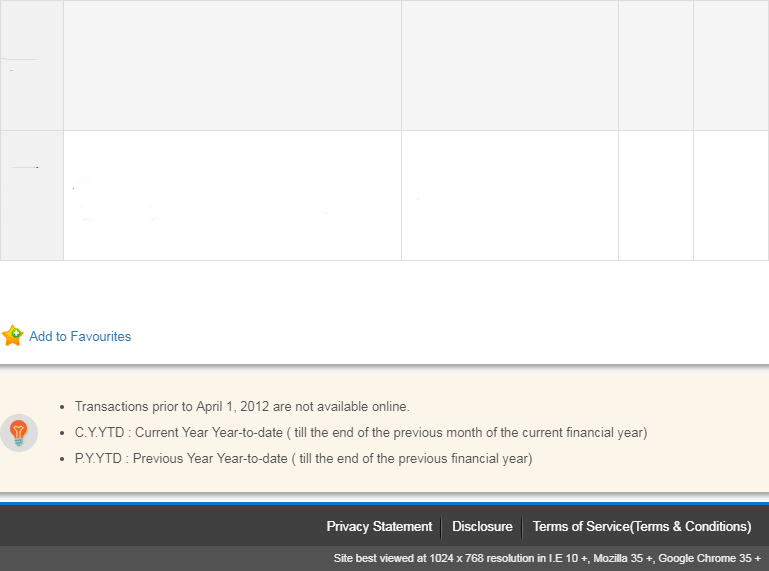 Add to Favourites
Transactions prior to April 1, 2012 are not available online.
C.Y.YTD : Current Year Year-to-date ( till the end of the previous month of the current financial year)
P.Y.YTD : Previous Year Year-to-date ( till the end of the previous financial year)
Privacy Statement Disclosure Terms of Service(Terms & Conditions)
Site best viewed at 1024 x 768 resolution in I.E 10 +, Mozilla 35 +, Google Chrome 35 +